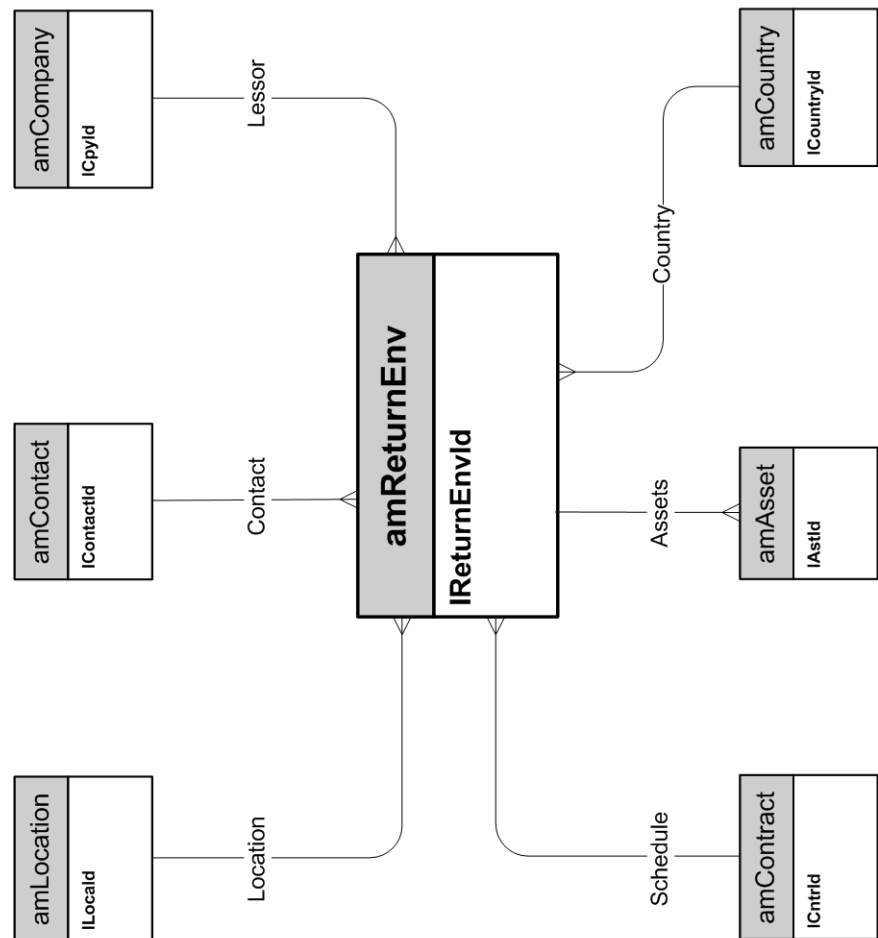 amLocation
amContact
amCompany
lLocaId
lContactId
lCpyId
Location
Contact
Lessor
amReturnEnv
lReturnEnvId
Schedule
Assets
Country
amContract
amAsset
amCountry
lCntrId
lAstId
lCountryId